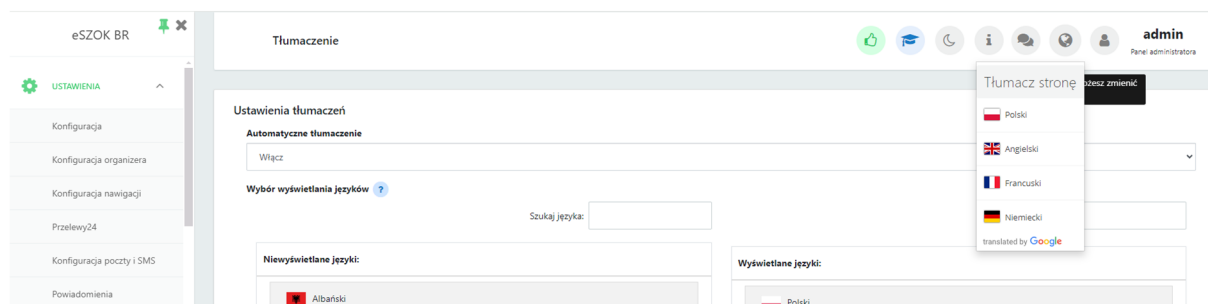 eSZOK BR
Tłumaczenie
admin
Panel administratora
USTAWIENIA
Konfiguracja
Konfiguracja organizera
Konfiguracja nawigacji
Przelewy24
Konfiguracja poczty i SMS
Powiadomienia
Ustawienia tłumaczeń
Automatyczne tłumaczenie
Włącz
Wybór wyświetlania języków ?
Szukaj języka:
Niewyświetlane języki:
Albański
Wyświetlane języki:
Polski
Tłumacz stronę
zmienić
Polski
Angielski
Francuski
Niemiecki
translated by Google